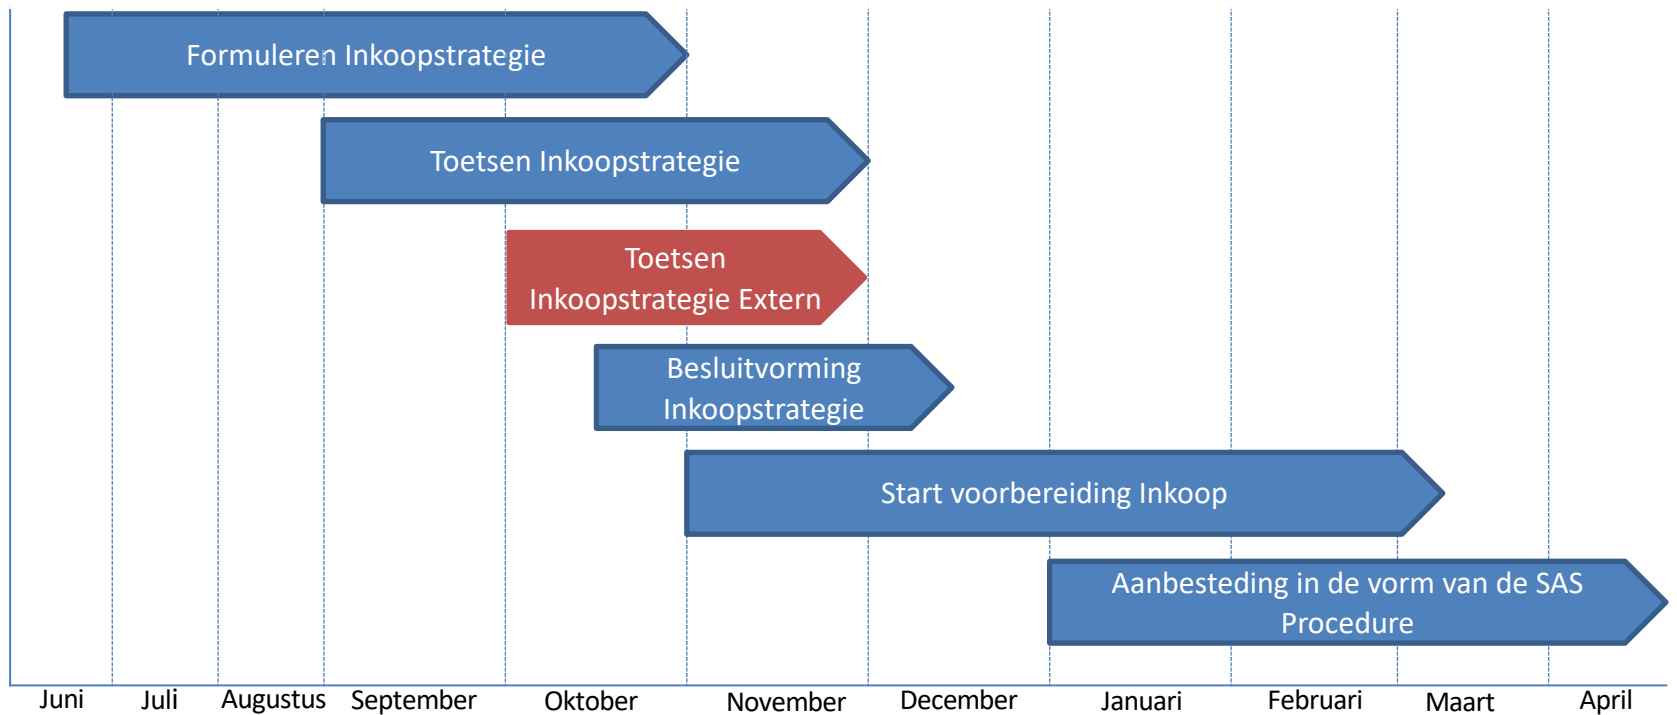 Formuleren Inkoopstrategie
Toetsen Inkoopstrategie
Toetsen
Inkoopstrategie Extern
Besluitvorming
Inkoopstrategie
Start voorbereiding Inkoop
Aanbesteding in de vorm van de SAS
Procedure
Juni Juli Augustus September Oktober November December Januari Februari Maart April